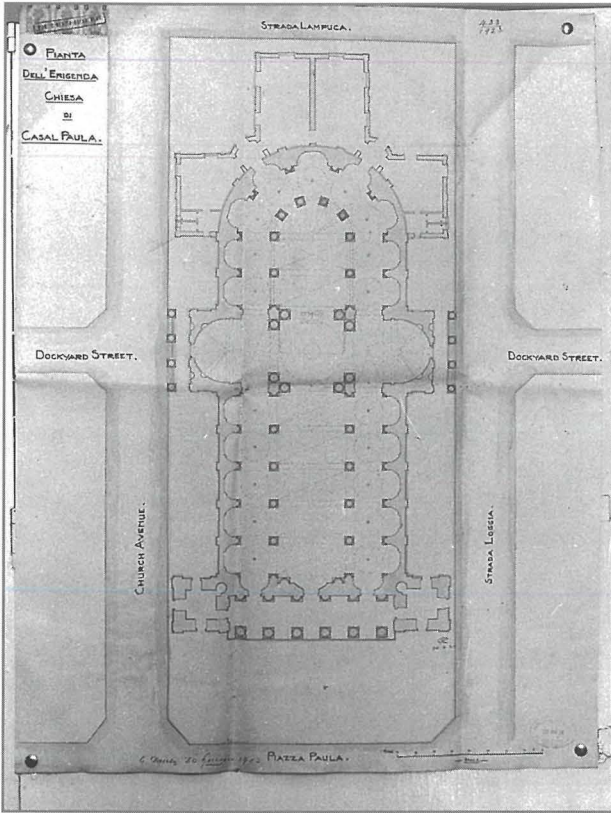 PIANTA
DELL'ERIGENDA
CHIESA
DI
CASAL PAULA.
STRADA LAMPUCA.
DOCKYARD STREET.
DOCKYARD STREET.
CHURCH AVENUE.
STRADA LOGGIA.
PIAZZA PAULA.